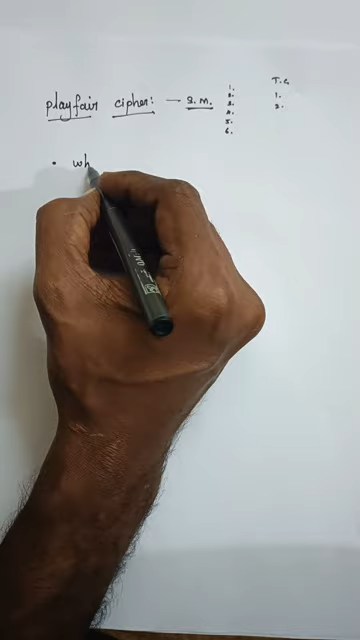 T.G
playfair cipher: → S.M.
1.
2.
3.
4.
5.
6.
1.
2.
• wh